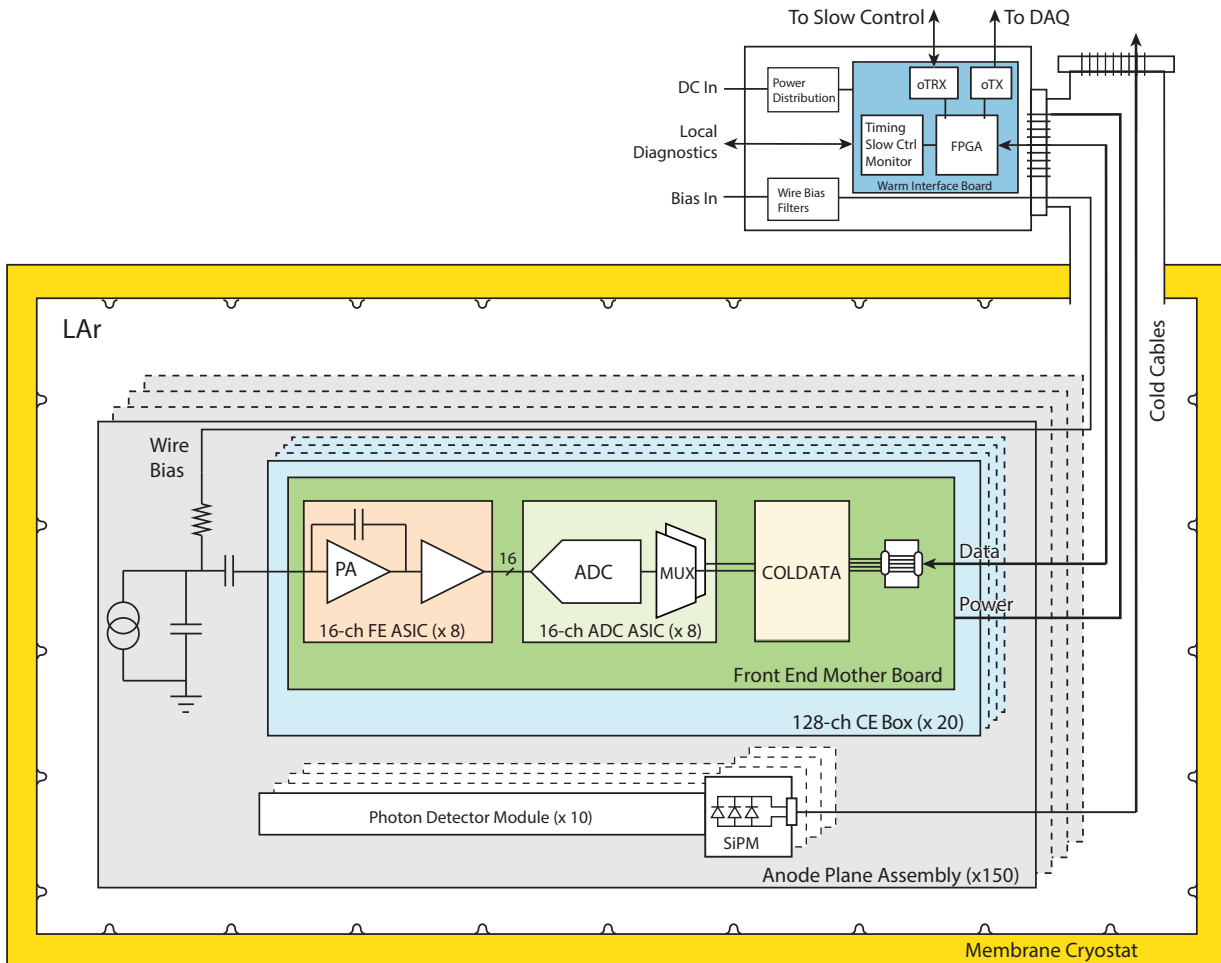 To Slow Control
To DAQ
oTRX
oTX
DC In
Power
Distribution
Local
Diagnostics
Timing
Slow Ctrl
Monitor
FPGA
Warm Interface Board
Bias In
Wire Bias
Filters
LAr
Cold Cables
Wire
Bias
PA
16
ADC
MUX
COLDATA
Data
Power
16-ch FE ASIC (x 8)
16-ch ADC ASIC (x 8)
Front End Mother Board
128-ch CE Box (x 20)
Photon Detector Module (x 10)
SiPM
Anode Plane Assembly (x150)
Membrane Cryostat